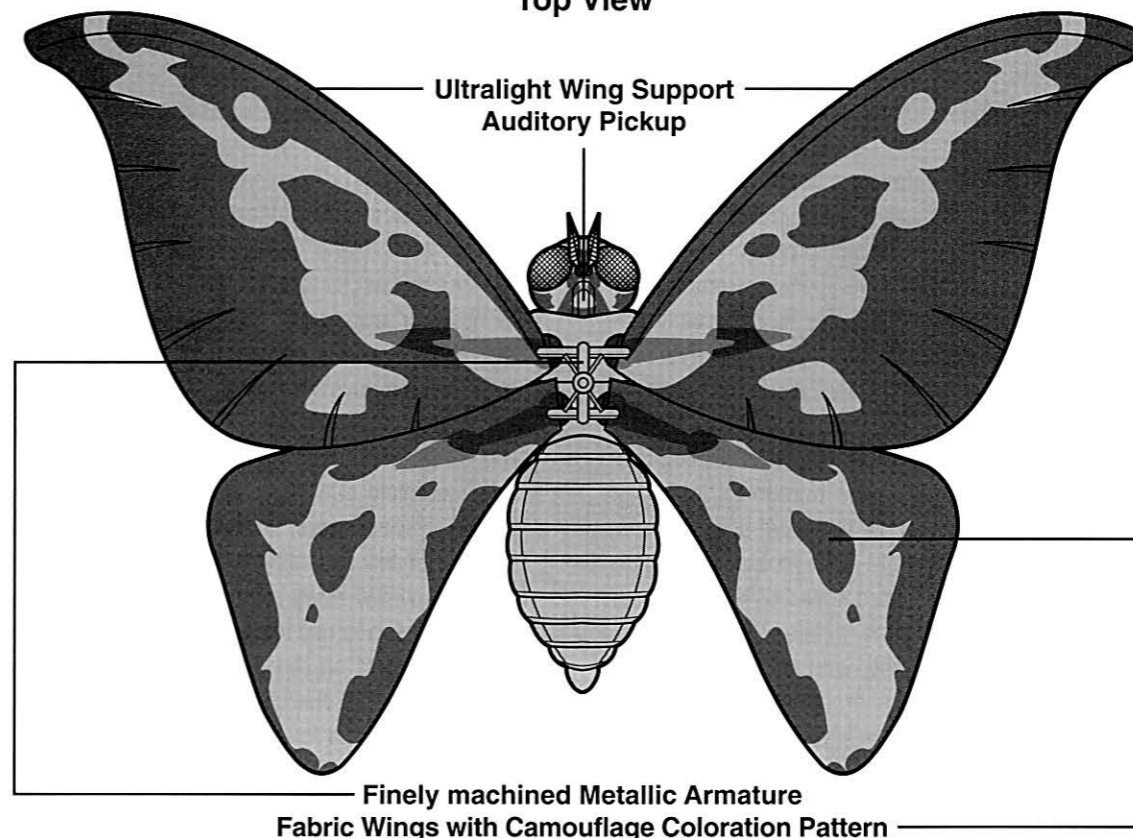 Top View
Ultralight Wing Support
Auditory Pickup
Finely machined Metallic Armature
Fabric Wings with Camouflage Coloration Pattern